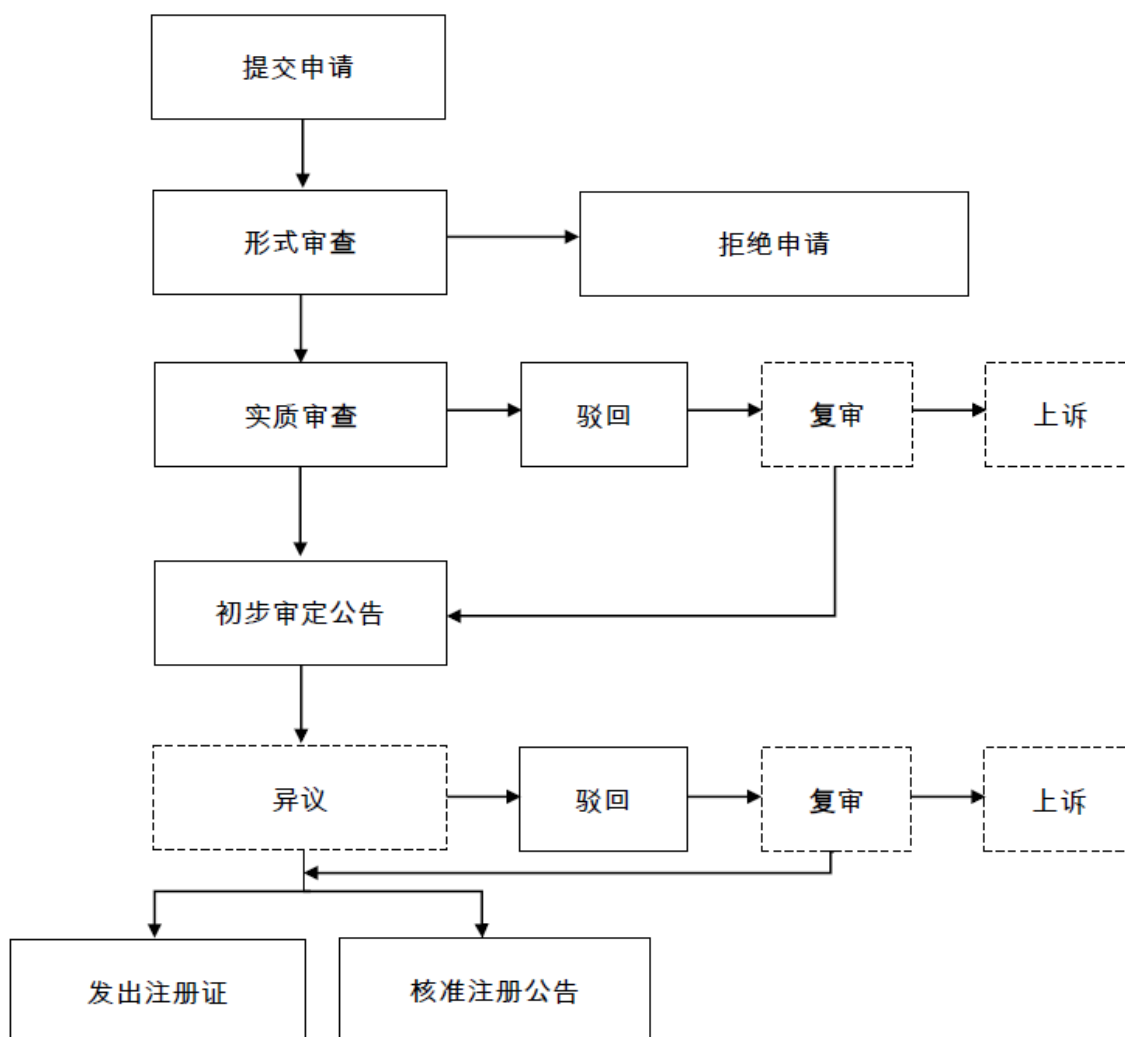 提交申请
形式审查
拒绝申请
实质审查
驳回
复审
上诉
初步审定公告
异议
驳回
复审
上诉
发出注册证
核准注册公告